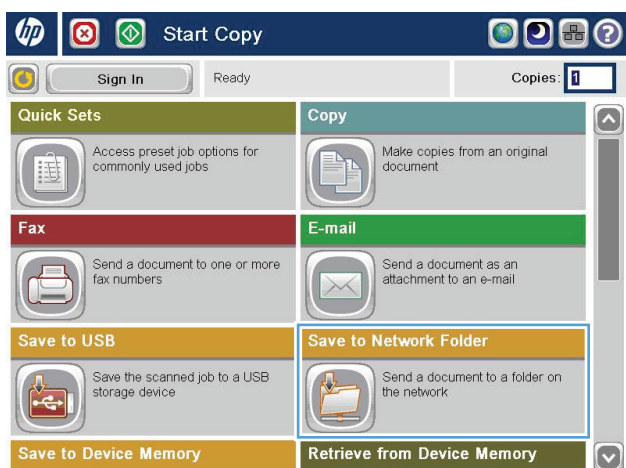 hp
Start Copy
?
Sign In
Ready
Copies: 1
Quick Sets
Access preset job options for
commonly used jobs
Copy
Make copies from an original
document
Fax
Send a document to one or more
fax numbers
E-mail
Send a document as an
attachment to an e-mail
Save to USB
Save the scanned job to a USB
storage device
Save to Network Folder
Send a document to a folder on
the network
Save to Device Memory
Retrieve from Device Memory